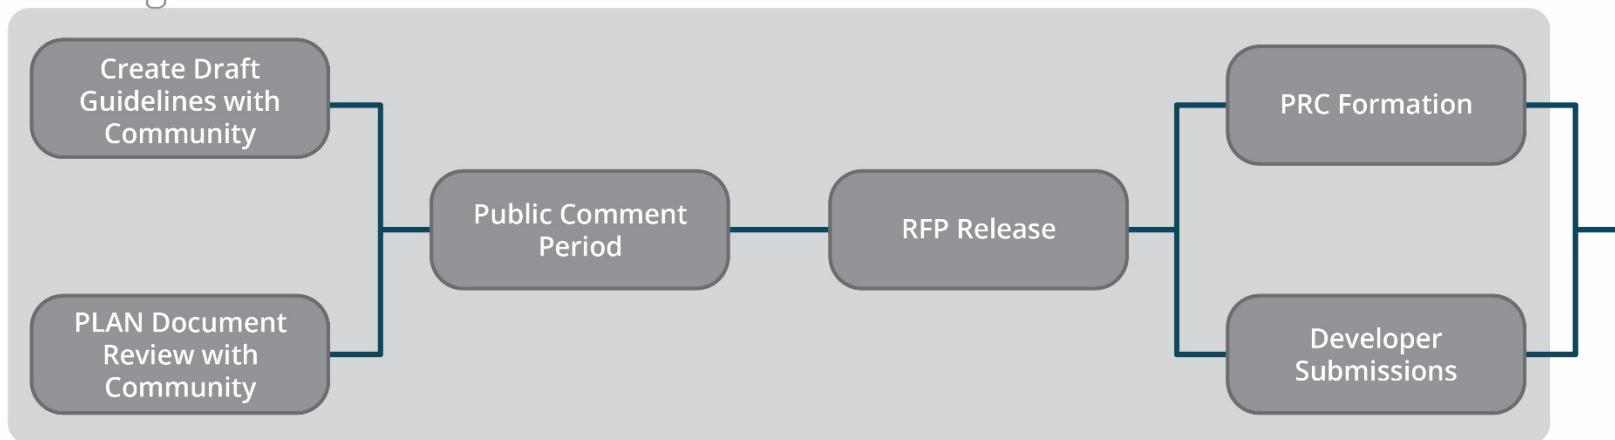 Create Draft
Guidelines with
Community
PLAN Document
Review with
Community
Public Comment
Period
RFP Release
PRC Formation
Developer
Submissions